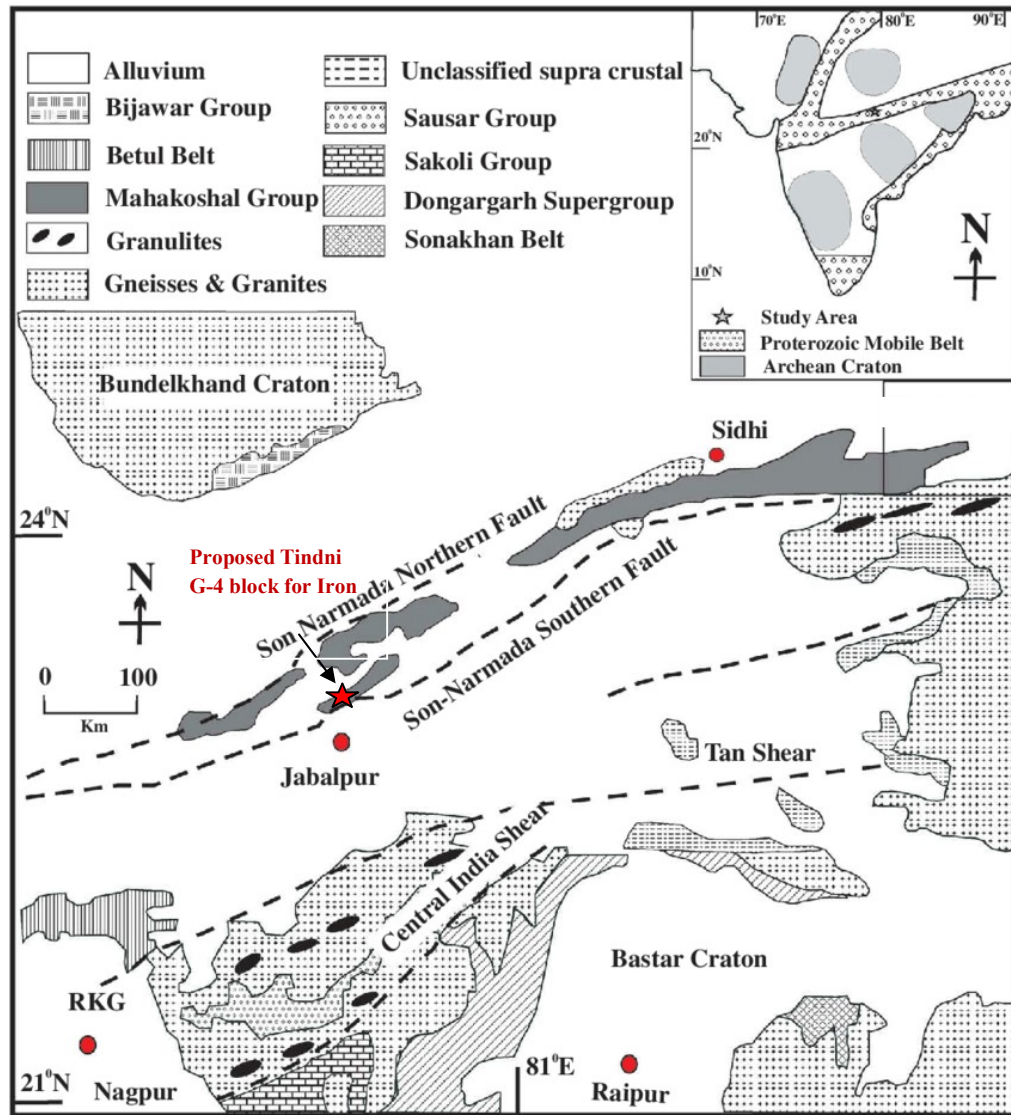 Alluvium
Bijawar Group
Betul Belt
Mahakoshal Group
Granulites
Gneisses & Granites
Unclassified supra crustal
Sausar Group
Sakoli Group
Dongargarh Supergroup
Sonakhan Belt
70°E
80°E
90°E
20°N
10°N
N
Study Area
Proterozoic Mobile Belt
Archean Craton
Bundelkhand Craton
Sidhi
24°N
Proposed Tindni
G-4 block for Iron
Son Narmada Northern Fault
Son-Narmada Southern Fault
N
0 100
Km
Jabalpur
Tan Shear
Central India Shear
Bastar Craton
RKG
Nagpur
21°N
81°E
Raipur